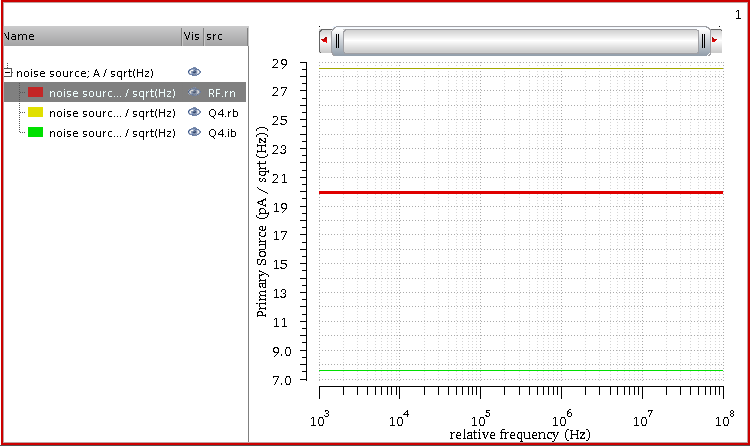 1
Name Vis src
noise source; A / sqrt(Hz)
noise sourc... / sqrt(Hz) RF.rn
noise sourc... / sqrt(Hz) Q4.rb
noise sourc... / sqrt(Hz) Q4.ib
Primary Source (pA / sqrt(Hz))
29
27
25
23
21
19
17
15
13
11
9.0
7.0
10^3 10^4 10^5 10^6 10^7 10^8
relative frequency (Hz)